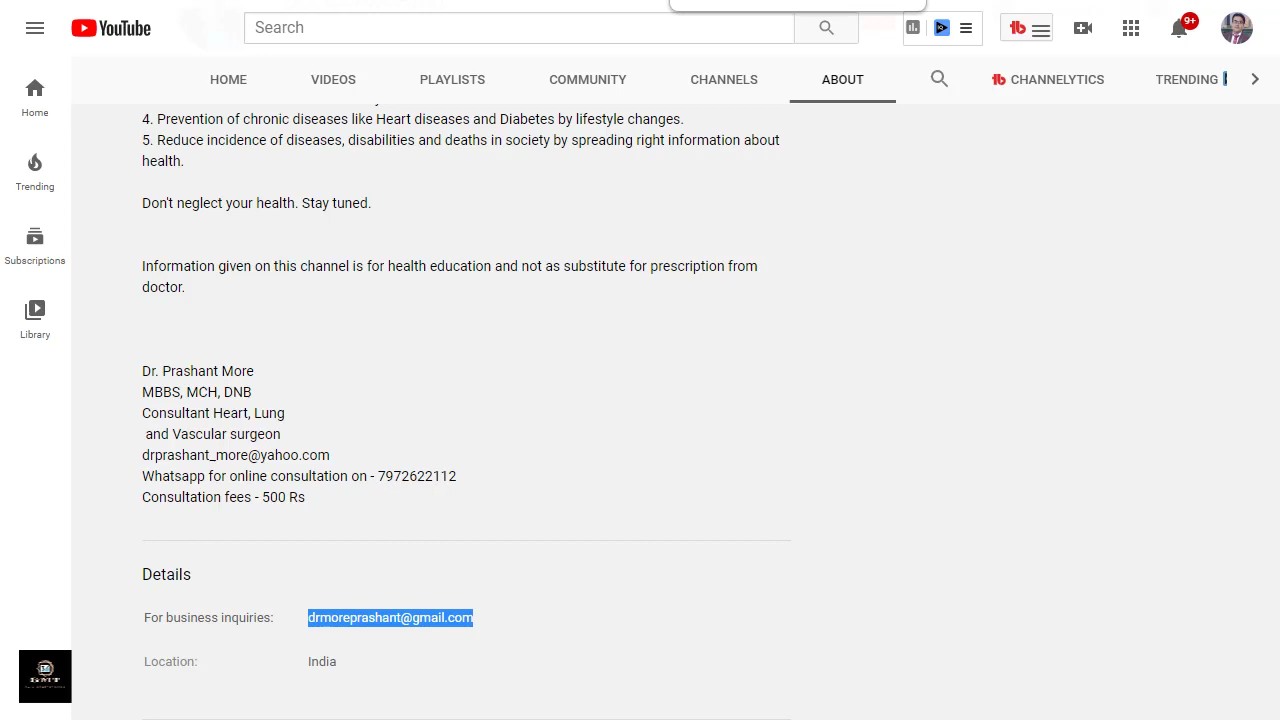 YouTube
Search
9+
HOME
VIDEOS
PLAYLISTS
COMMUNITY
CHANNELS
ABOUT
CHANNELYTICS
TRENDING
Home
Trending
Subscriptions
Library
4. Prevention of chronic diseases like Heart diseases and Diabetes by lifestyle changes.
5. Reduce incidence of diseases, disabilities and deaths in society by spreading right information about
health.
Don't neglect your health. Stay tuned.
Information given on this channel is for health education and not as substitute for prescription from
doctor.
Dr. Prashant More
MBBS, MCH, DNB
Consultant Heart, Lung
and Vascular surgeon
drprashant_more@yahoo.com
Whatsapp for online consultation on - 7972622112
Consultation fees - 500 Rs
Details
For business inquiries: drmoreprashant@gmail.com
Location: India